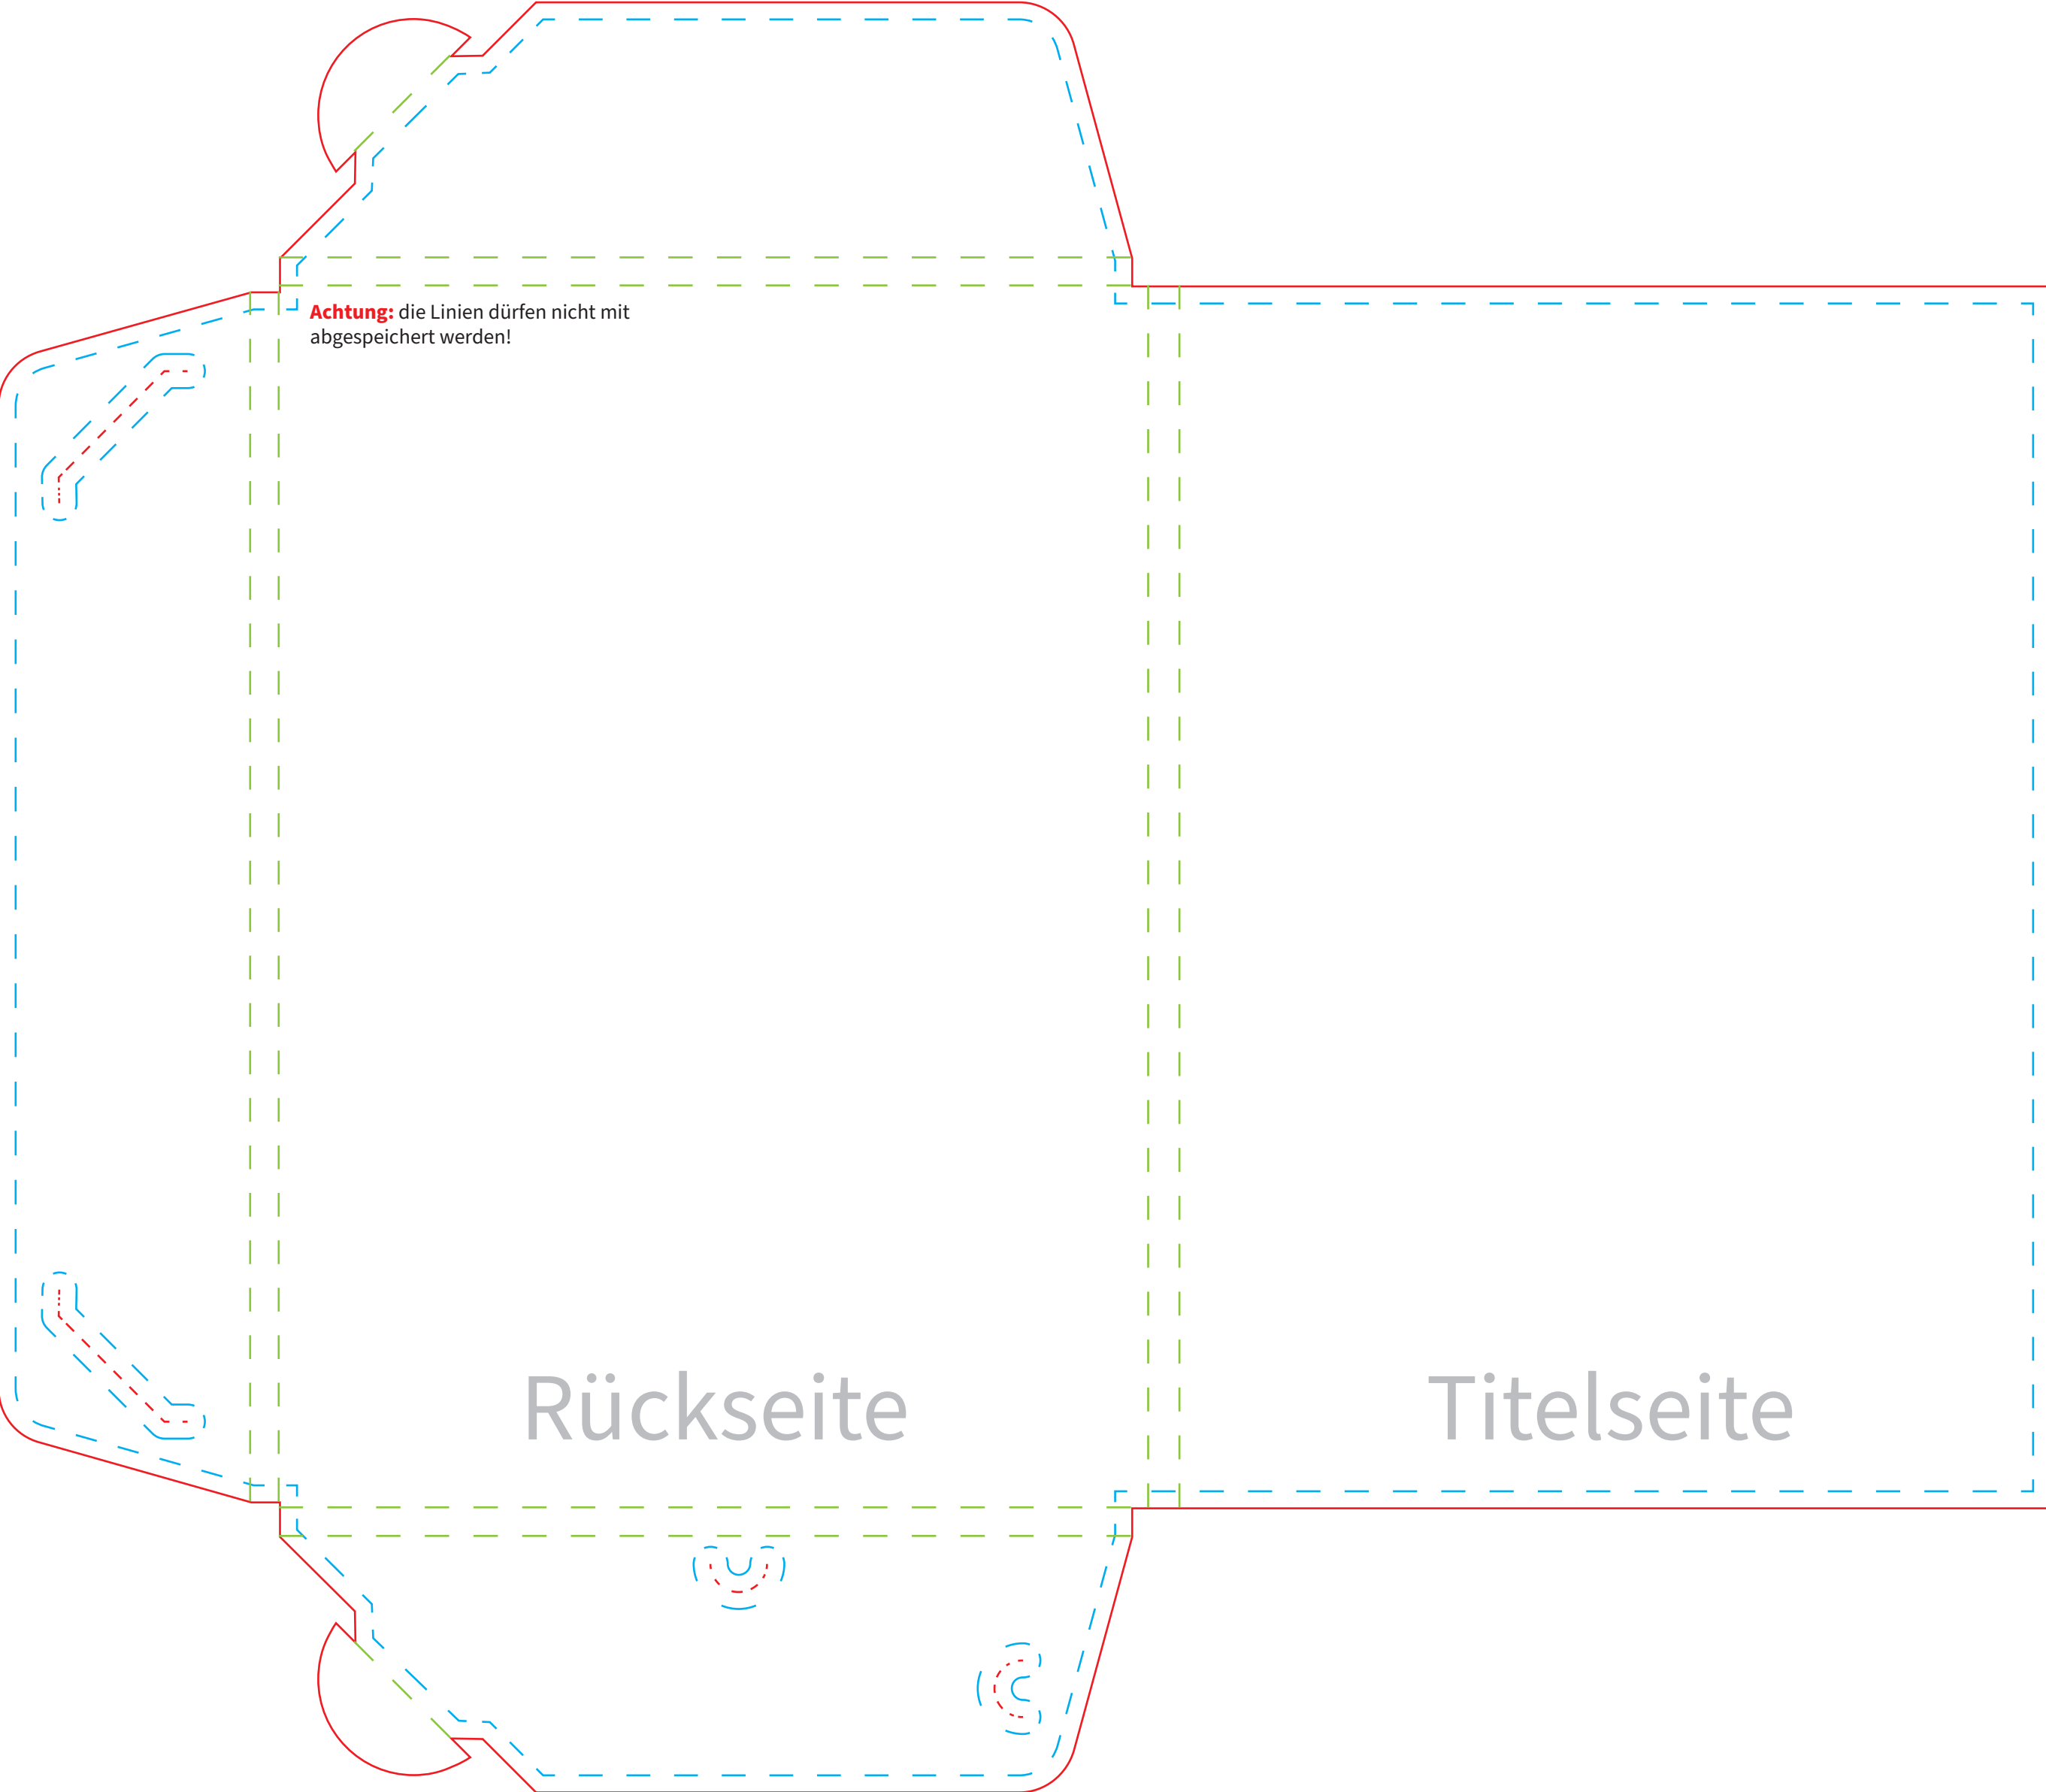 Achtung: die Linien dürfen nicht mit
abgespeichert werden!
Rückseite
Titelseite